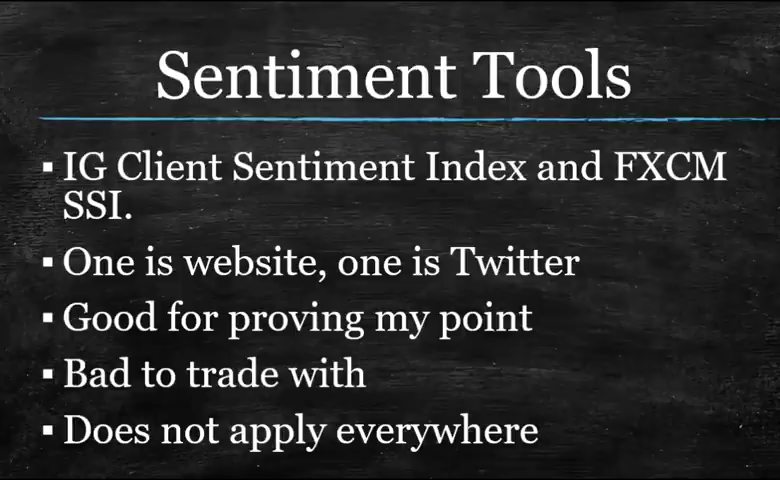 Sentiment Tools
▪ IG Client Sentiment Index and FXCM
SSI.
▪ One is website, one is Twitter
▪ Good for proving my point
▪ Bad to trade with
▪ Does not apply everywhere